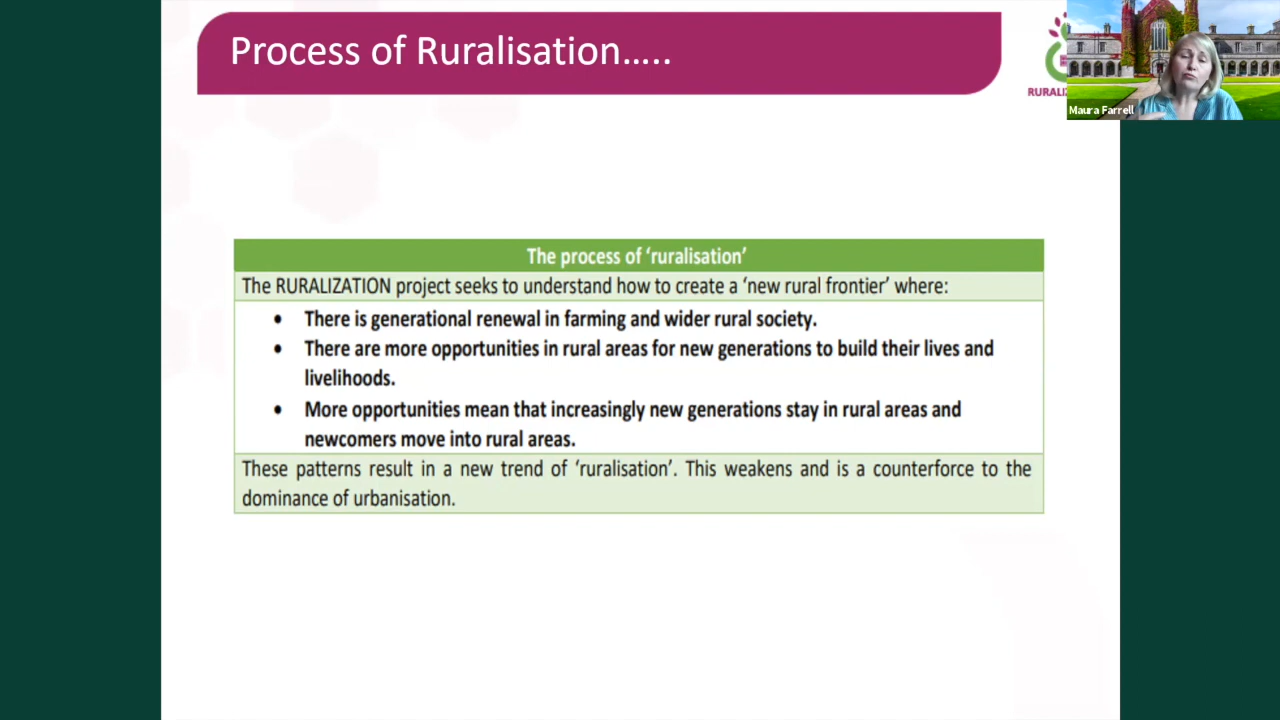 Process of Ruralisation…..
RURALIZ
Maura Farrell
The process of ‘ruralisation’
The RURALIZATION project seeks to understand how to create a ‘new rural frontier’ where:
• There is generational renewal in farming and wider rural society.
• There are more opportunities in rural areas for new generations to build their lives and
livelihoods.
• More opportunities mean that increasingly new generations stay in rural areas and
newcomers move into rural areas.
These patterns result in a new trend of ‘ruralisation’. This weakens and is a counterforce to the
dominance of urbanisation.